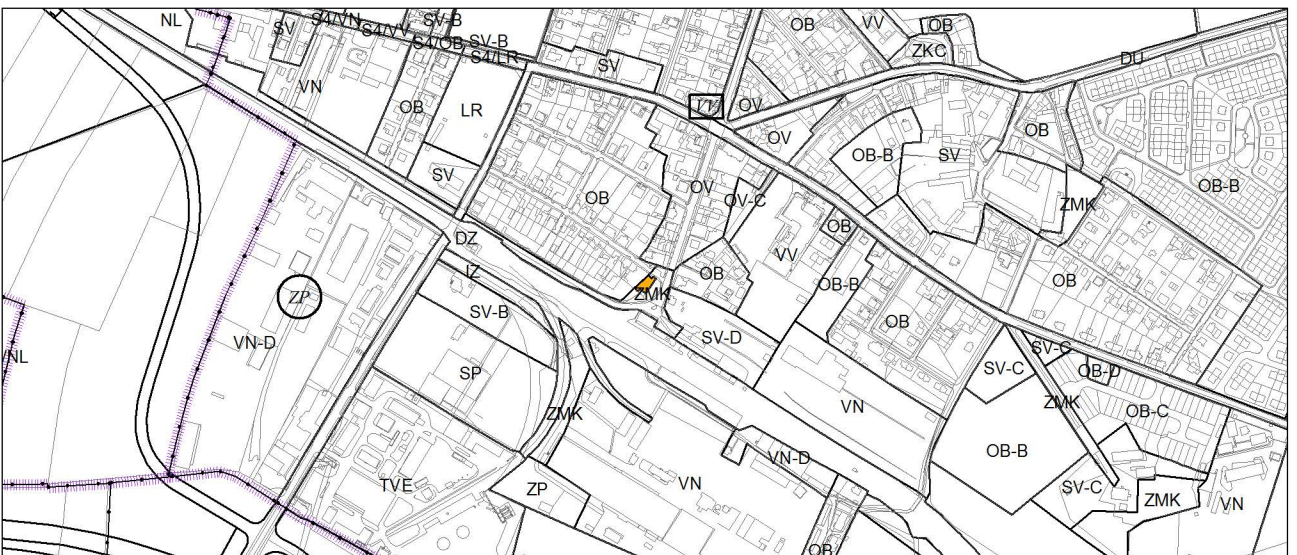 NL
SV
S4/VN
S4/VV
SV-B
S4/OB
SV-B
S4/LR
SV
OB
VV
OB
ZKC
DU
VN
OB
LR
SV
VV
OV
OV
OB-B
SV
OB
OB-B
ZMK
OB
OV
OV-C
VV
OB
OB
DZ
IZ
OB
ZMK
OB-B
OB
ZP
VN-D
SV-B
SP
SV-D
VN
SV-C
SV-C
OB-D
ZMK
OB-C
OB-B
ZMK
VN-D
VN
TVE
ZP
SV-C
ZMK
VN
OB